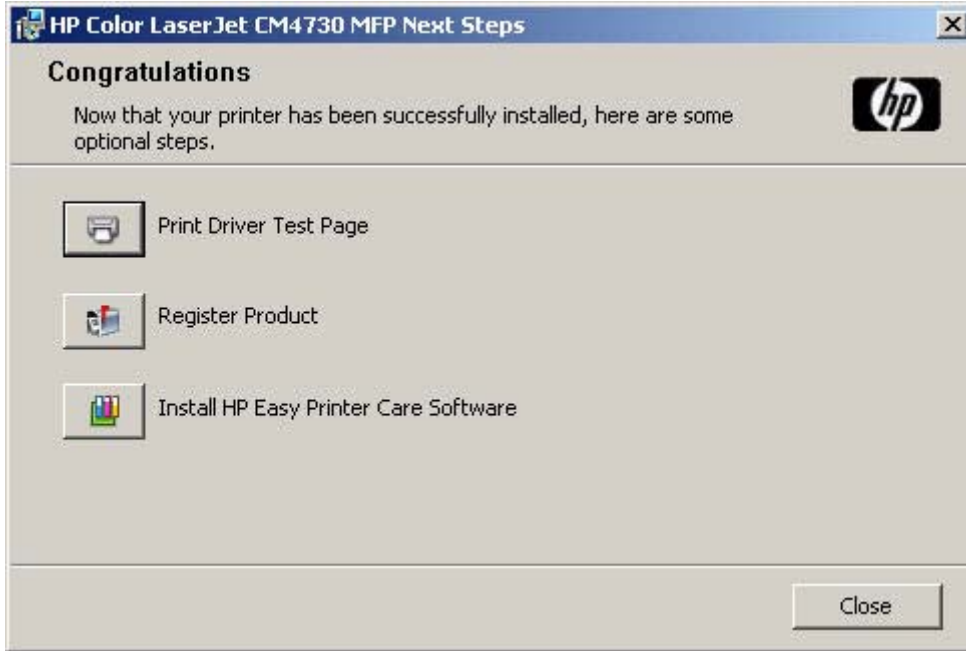 HP Color LaserJet CM4730 MFP Next Steps
Congratulations
Now that your printer has been successfully installed, here are some
optional steps.
hp
Print Driver Test Page
Register Product
Install HP Easy Printer Care Software
Close